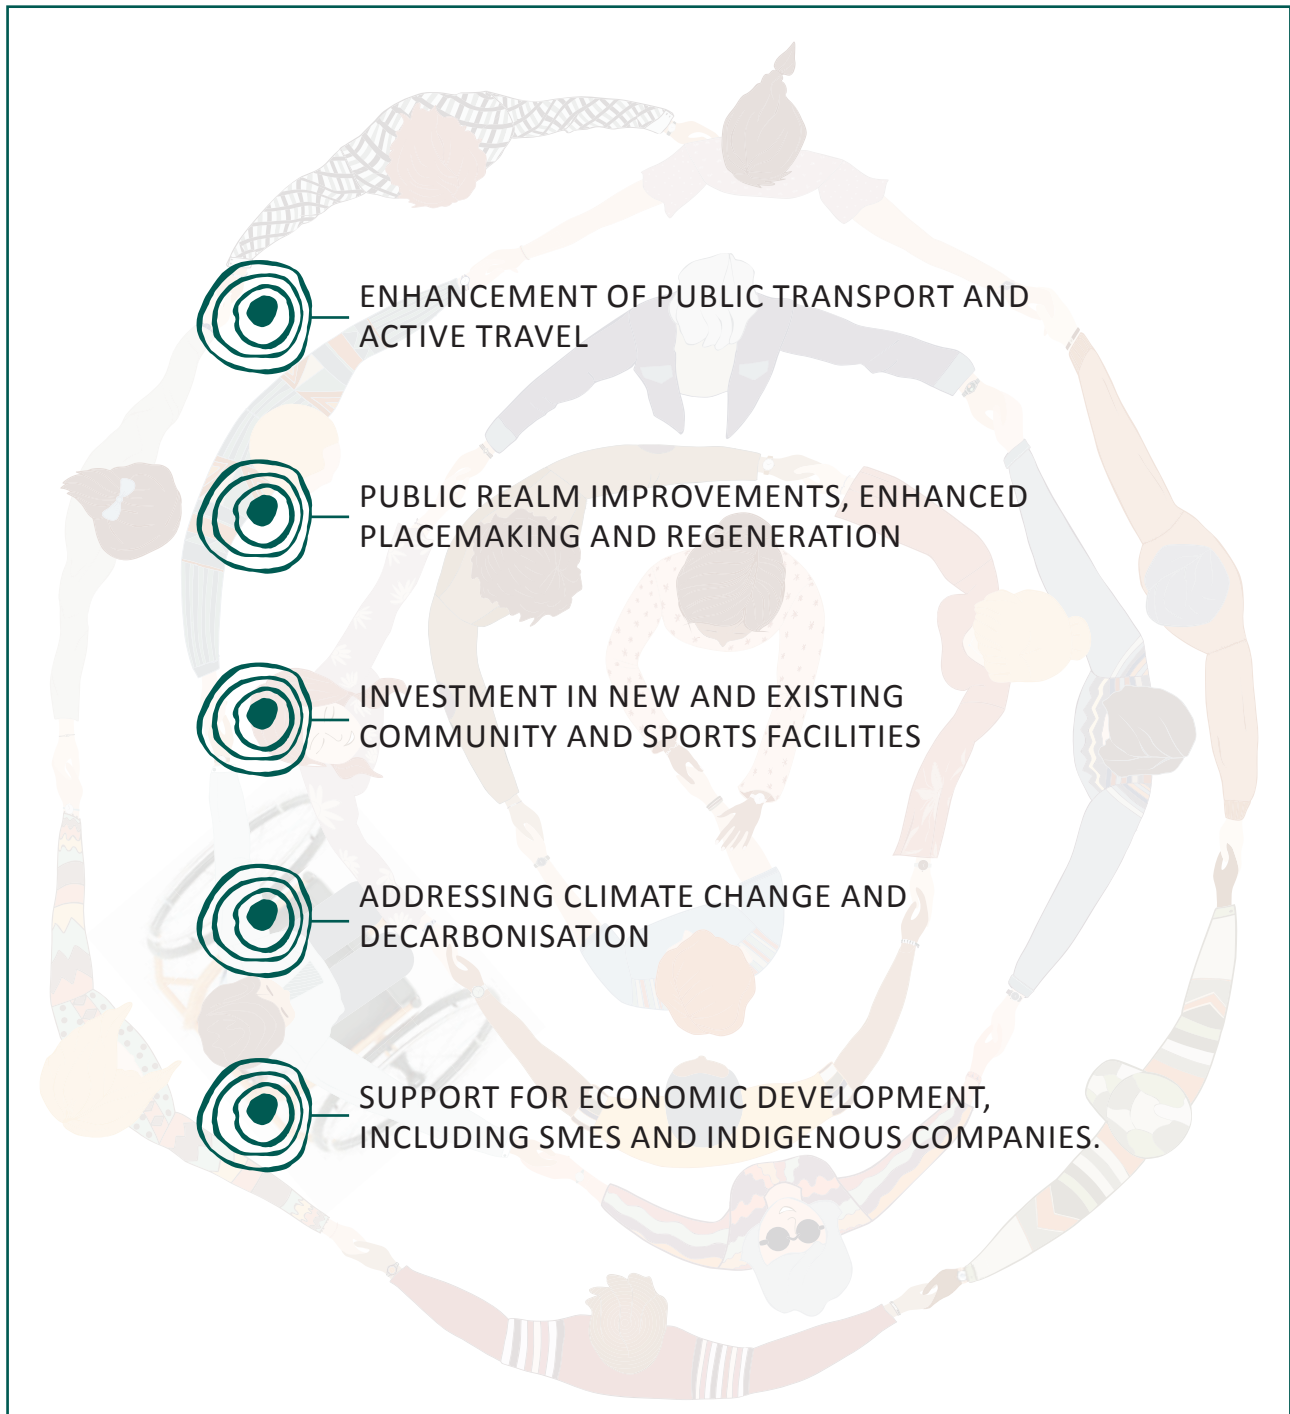 ENHANCEMENT OF PUBLIC TRANSPORT AND
ACTIVE TRAVEL
PUBLIC REALM IMPROVEMENTS, ENHANCED
PLACEMAKING AND REGENERATION
INVESTMENT IN NEW AND EXISTING
COMMUNITY AND SPORTS FACILITIES
ADDRESSING CLIMATE CHANGE AND
DECARBONISATION
SUPPORT FOR ECONOMIC DEVELOPMENT,
INCLUDING SMES AND INDIGENOUS COMPANIES.